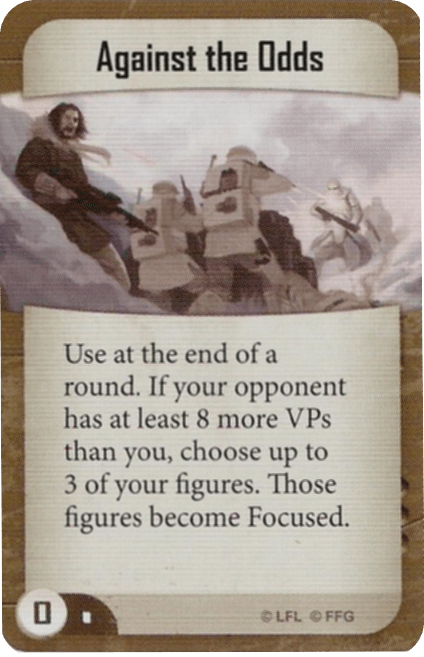 Against the Odds
Use at the end of a
round. If your opponent
has at least 8 more VPs
than you, choose up to
3 of your figures. Those
figures become Focused.
0
© LFL © FFG